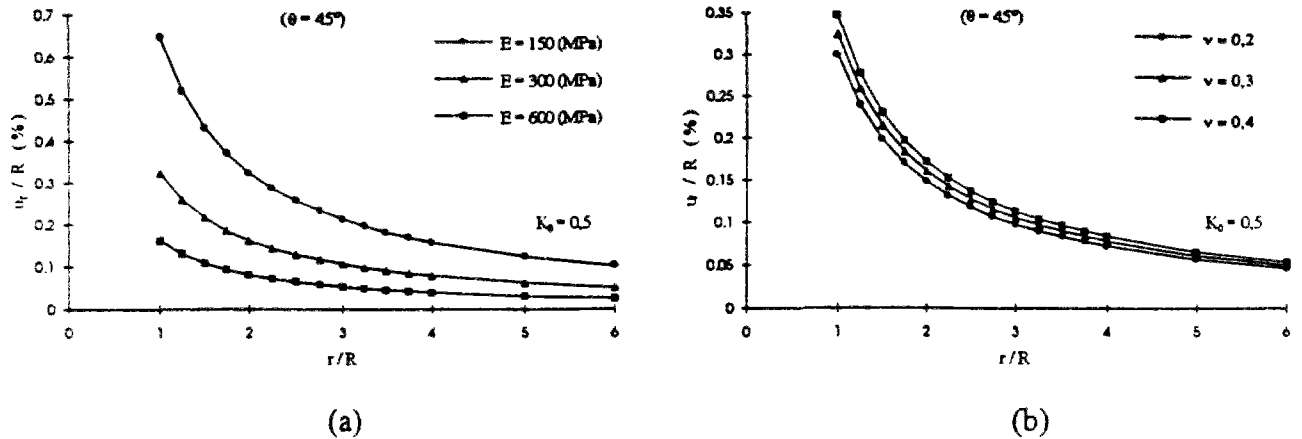 (θ = 45°)
E = 150 (MPa)
E = 300 (MPa)
E = 600 (MPa)
K₀ = 0,5
u_r / R (%)
0,7
0.6
0.5
0.4
0.3
0.2
0.1
0
0 1 2 3 4 5 6
r / R
(a)
(θ = 45°)
ν = 0,2
ν = 0,3
ν = 0,4
K₀ = 0,5
u_r / R (%)
0.35
0.3
0.25
0.2
0.15
0.1
0.05
0
0 1 2 3 4 5 6
r / R
(b)